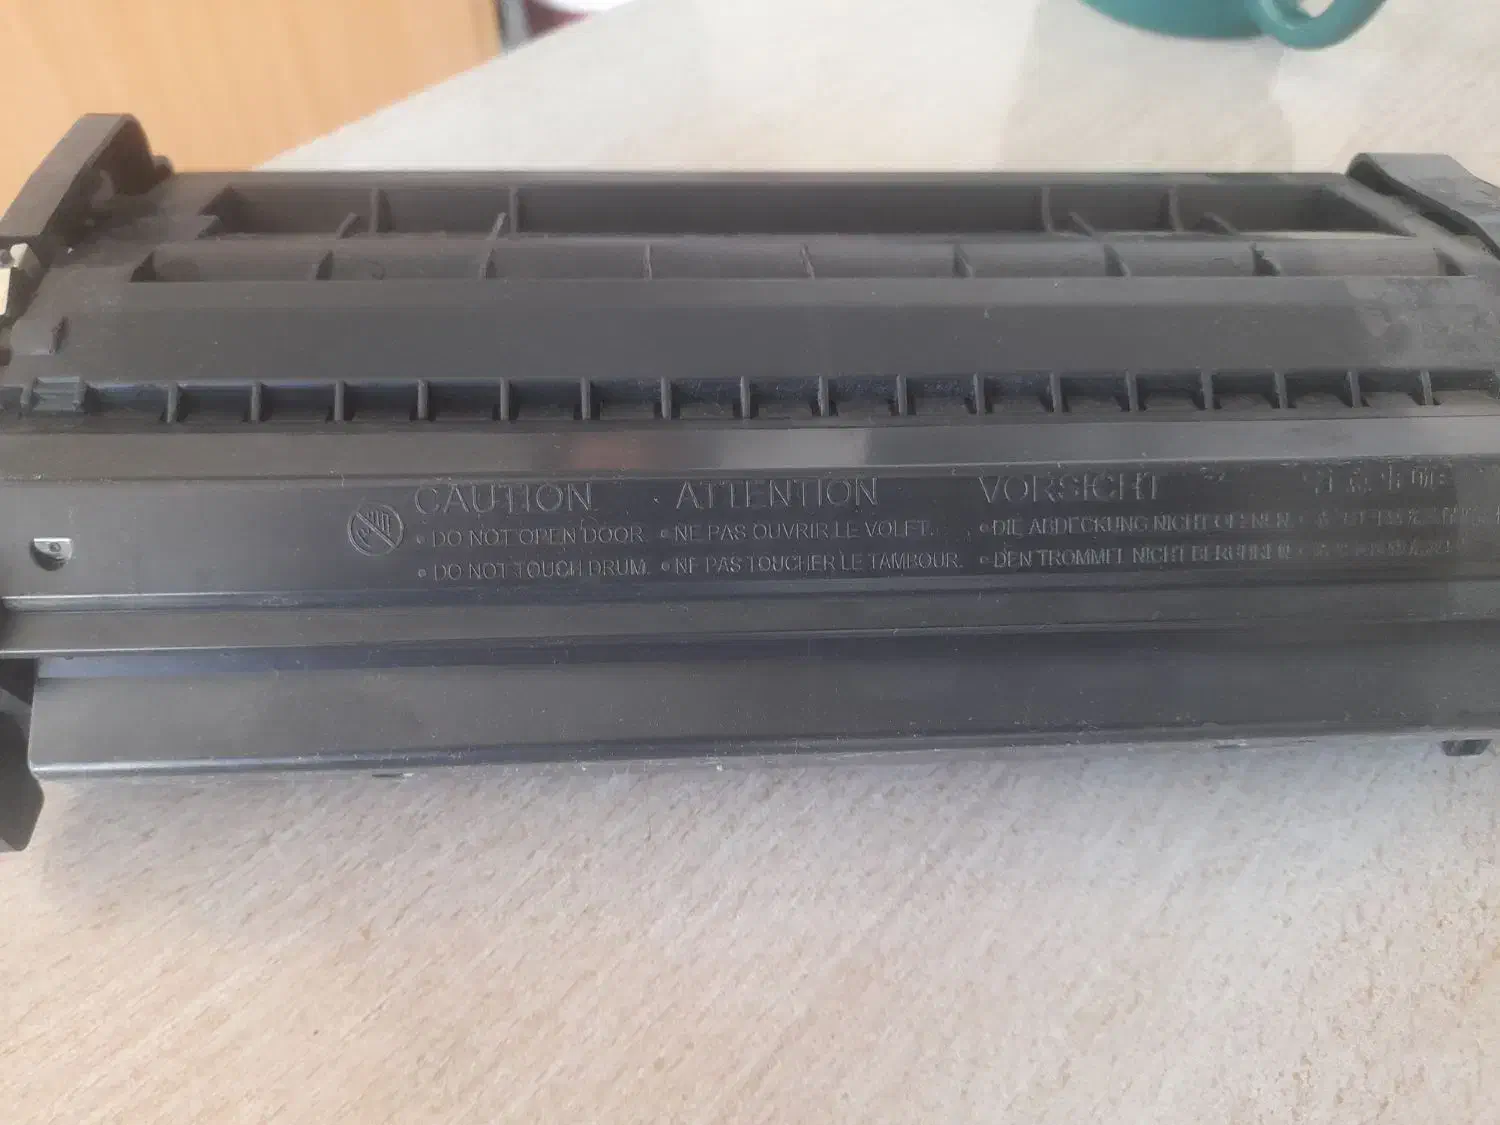 CAUTION ATTENTION VORSICHT
• DO NOT OPEN DOOR. • NE PAS OUVRIR LE VOLET. • DIE ABDECKUNG NICHT OFFNEN.
• DO NOT TOUCH DRUM. • NE PAS TOUCHER LE TAMBOUR. • DEN TROMMEL NICHT BERUHREN